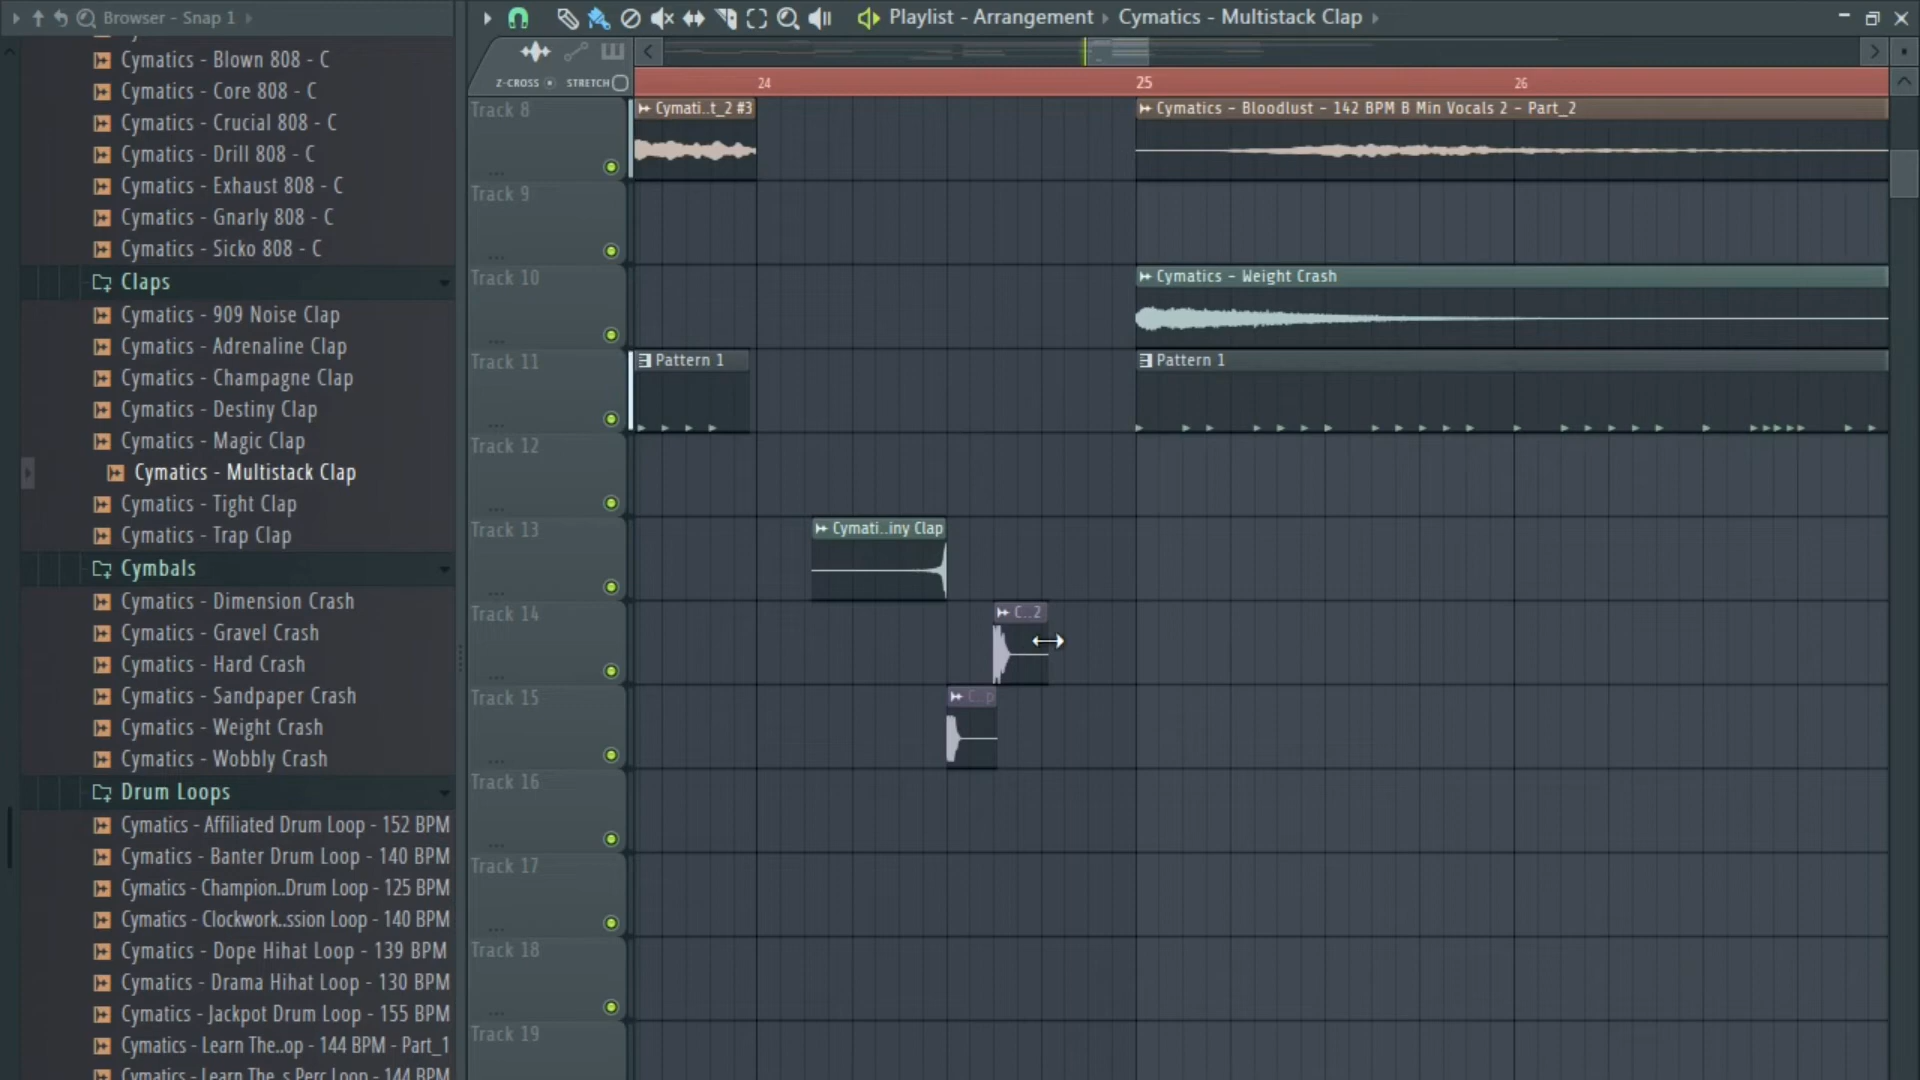 Browser - Snap 1
Cymatics - Blown 808 - C
Cymatics - Core 808 - C
Cymatics - Crucial 808 - C
Cymatics - Drill 808 - C
Cymatics - Exhaust 808 - C
Cymatics - Gnarly 808 - C
Cymatics - Sicko 808 - C
Claps
Cymatics - 909 Noise Clap
Cymatics - Adrenaline Clap
Cymatics - Champagne Clap
Cymatics - Destiny Clap
Cymatics - Magic Clap
Cymatics - Multistack Clap
Cymatics - Tight Clap
Cymatics - Trap Clap
Cymbals
Cymatics - Dimension Crash
Cymatics - Gravel Crash
Cymatics - Hard Crash
Cymatics - Sandpaper Crash
Cymatics - Weight Crash
Cymatics - Wobbly Crash
Drum Loops
Cymatics - Affiliated Drum Loop - 152 BPM
Cymatics - Banter Drum Loop - 140 BPM
Cymatics - Champion..Drum Loop - 125 BPM
Cymatics - Clockwork..ssion Loop - 140 BPM
Cymatics - Dope Hihat Loop - 139 BPM
Cymatics - Drama Hihat Loop - 130 BPM
Cymatics - Jackpot Drum Loop - 155 BPM
Cymatics - Learn The..op - 144 BPM - Part_1
Cymatics - Learn The..s Perc Loop - 144 BPM
Playlist - Arrangement
Cymatics - Multistack Clap
Z-CROSS
STRETCH
24
25
26
Track 8
Cymati..t_2 #3
Cymatics - Bloodlust - 142 BPM B Min Vocals 2 - Part_2
Track 9
Track 10
Cymatics - Weight Crash
Track 11
Pattern 1
Pattern 1
Track 12
Track 13
Cymati..iny Clap
Track 14
C..2
Track 15
C..p
Track 16
Track 17
Track 18
Track 19